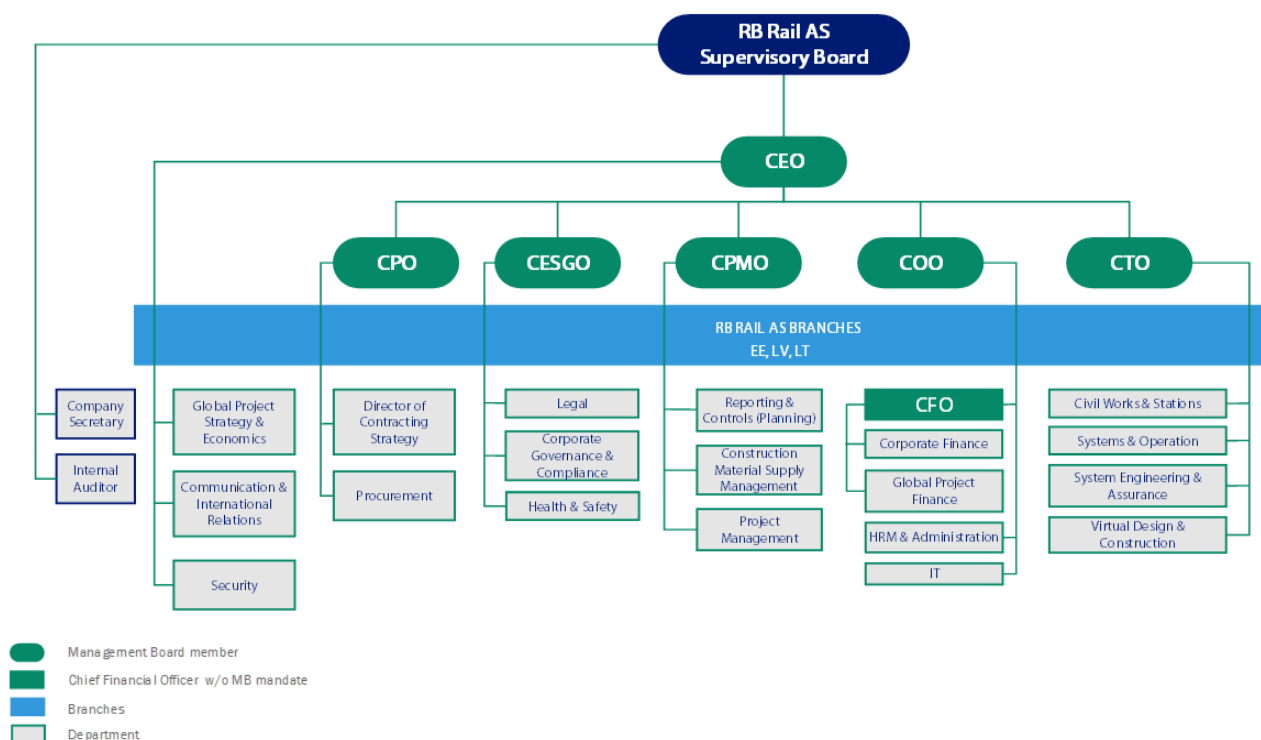 RB Rail AS
Supervisory Board
CEO
CPO
CESGO
CPMO
COO
CTO
RB RAIL AS BRANCHES
EE, LV, LT
Company
Secretary
Internal
Auditor
Global Project
Strategy &
Economics
Communication &
International
Relations
Security
Director of
Contracting
Strategy
Procurement
Legal
Corporate
Governance &
Compliance
Health & Safety
Reporting &
Controls (Planning)
Construction
Material Supply
Management
Project
Management
CFO
Corporate Finance
Global Project
Finance
HRM & Administration
IT
Civil Works & Stations
Systems & Operation
System Engineering &
Assurance
Virtual Design &
Construction
Management Board member
Chief Financial Officer w/o MB mandate
Branches
Department